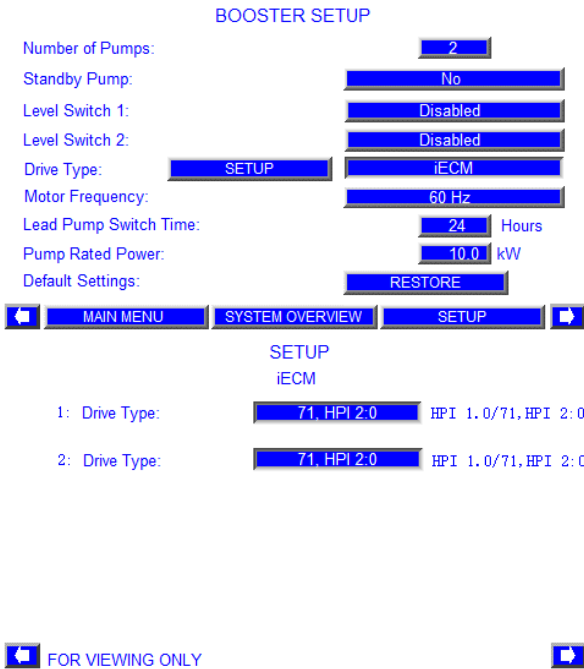 BOOSTER SETUP
Number of Pumps: 2
Standby Pump: No
Level Switch 1: Disabled
Level Switch 2: Disabled
Drive Type: SETUP iECM
Motor Frequency: 60 Hz
Lead Pump Switch Time: 24 Hours
Pump Rated Power: 10.0 kW
Default Settings: RESTORE
MAIN MENU SYSTEM OVERVIEW SETUP
SETUP
iECM
1: Drive Type: 71, HPI 2:0 HPI 1.0/71,HPI 2:0
2: Drive Type: 71, HPI 2:0 HPI 1.0/71,HPI 2:0
FOR VIEWING ONLY